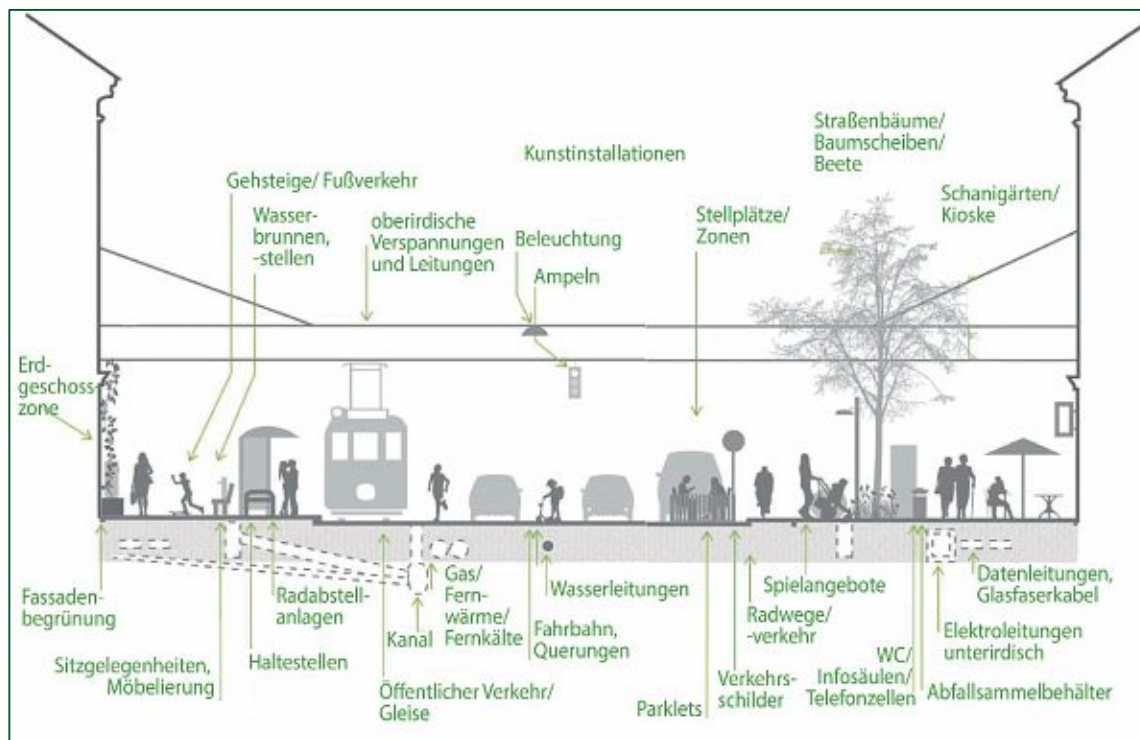 Straßenbäume/
Baumscheiben/
Beete
Kunstinstallationen
Gehsteige/ Fußverkehr
Schanigärten/
Kioske
Wasser-
brunnen,
-stellen
oberirdische
Verspannungen
und Leitungen
Beleuchtung
Stellplätze/
Zonen
Ampeln
Erd-
geschoss-
zone
Fassaden-
begrünung
Sitzgelegenheiten,
Möbelierung
Radabstell-
anlagen
Haltestellen
Kanal
Gas/
Fern-
wärme/
Fernkälte
Öffentlicher Verkehr/
Gleise
Wasserleitungen
Fahrbahn,
Querungen
Parklets
Verkehrs-
schilder
Radwege/
-verkehr
Spielangebote
WC/
Infosäulen/
Telefonzellen
Datenleitungen,
Glasfaserkabel
Elektroleitungen
unterirdisch
Abfallsammelbehälter